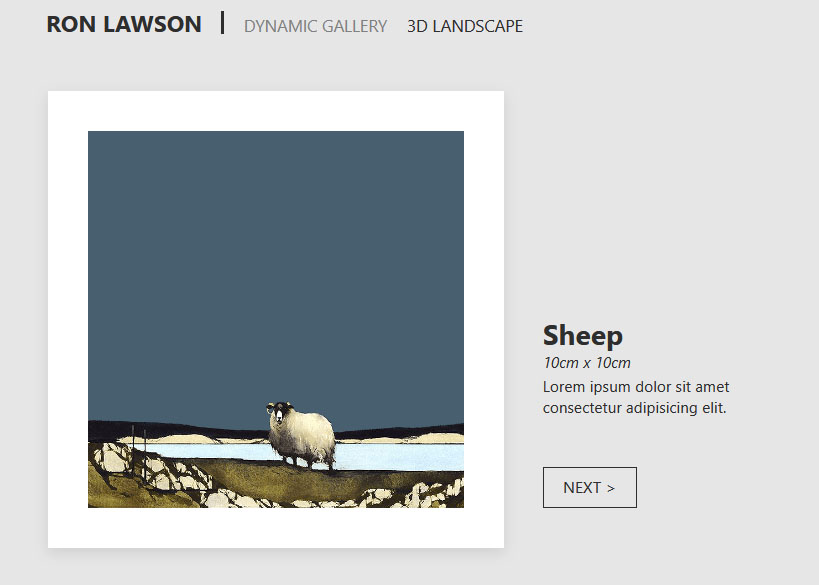 RON LAWSON | DYNAMIC GALLERY 3D LANDSCAPE
Sheep
10cm x 10cm
Lorem ipsum dolor sit amet
consectetur adipisicing elit.
NEXT >